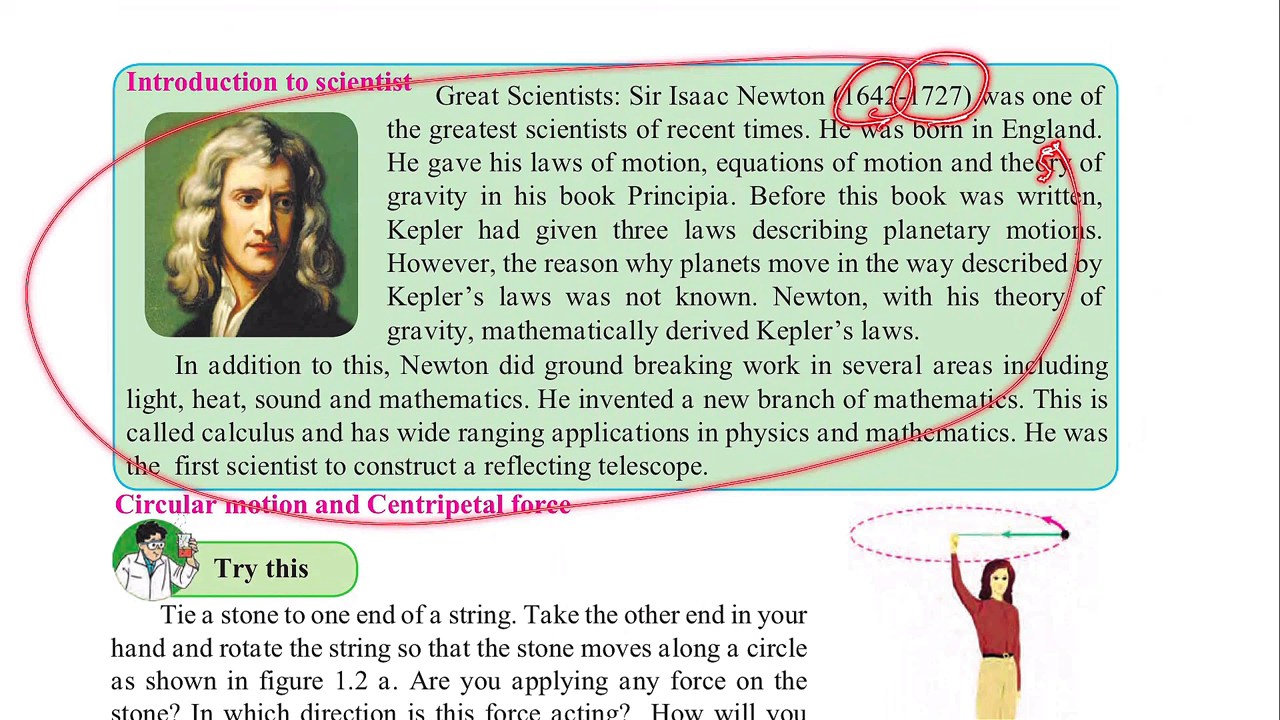 Introduction to scientist
Great Scientists: Sir Isaac Newton (1642-1727) was one of
the greatest scientists of recent times. He was born in England.
He gave his laws of motion, equations of motion and theory of
gravity in his book Principia. Before this book was written,
Kepler had given three laws describing planetary motions.
However, the reason why planets move in the way described by
Kepler’s laws was not known. Newton, with his theory of
gravity, mathematically derived Kepler’s laws.
In addition to this, Newton did ground breaking work in several areas including
light, heat, sound and mathematics. He invented a new branch of mathematics. This is
called calculus and has wide ranging applications in physics and mathematics. He was
the first scientist to construct a reflecting telescope.
Circular motion and Centripetal force
Try this
Tie a stone to one end of a string. Take the other end in your
hand and rotate the string so that the stone moves along a circle
as shown in figure 1.2 a. Are you applying any force on the
stone? In which direction is this force acting? How will you